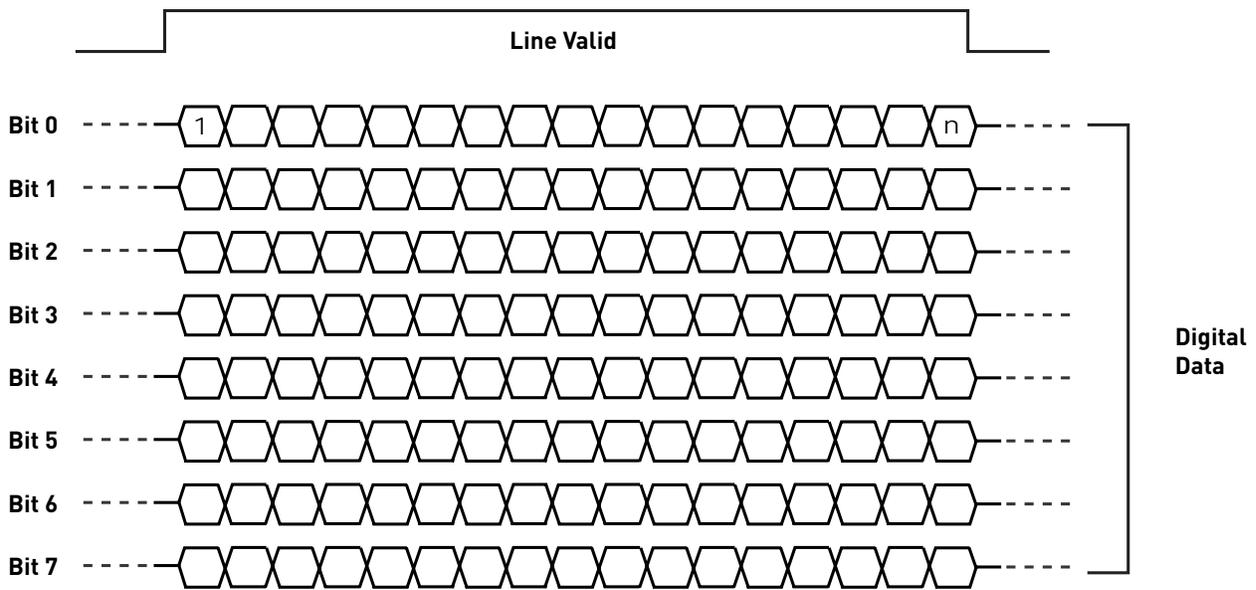 Line Valid
Bit 0
1
n
Bit 1
Bit 2
Bit 3
Bit 4
Bit 5
Bit 6
Bit 7
Digital
Data